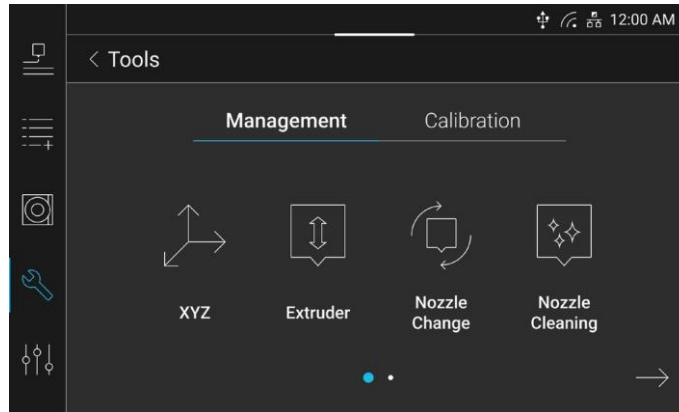 12:00 AM
< Tools
Management
Calibration
XYZ
Extruder
Nozzle
Change
Nozzle
Cleaning